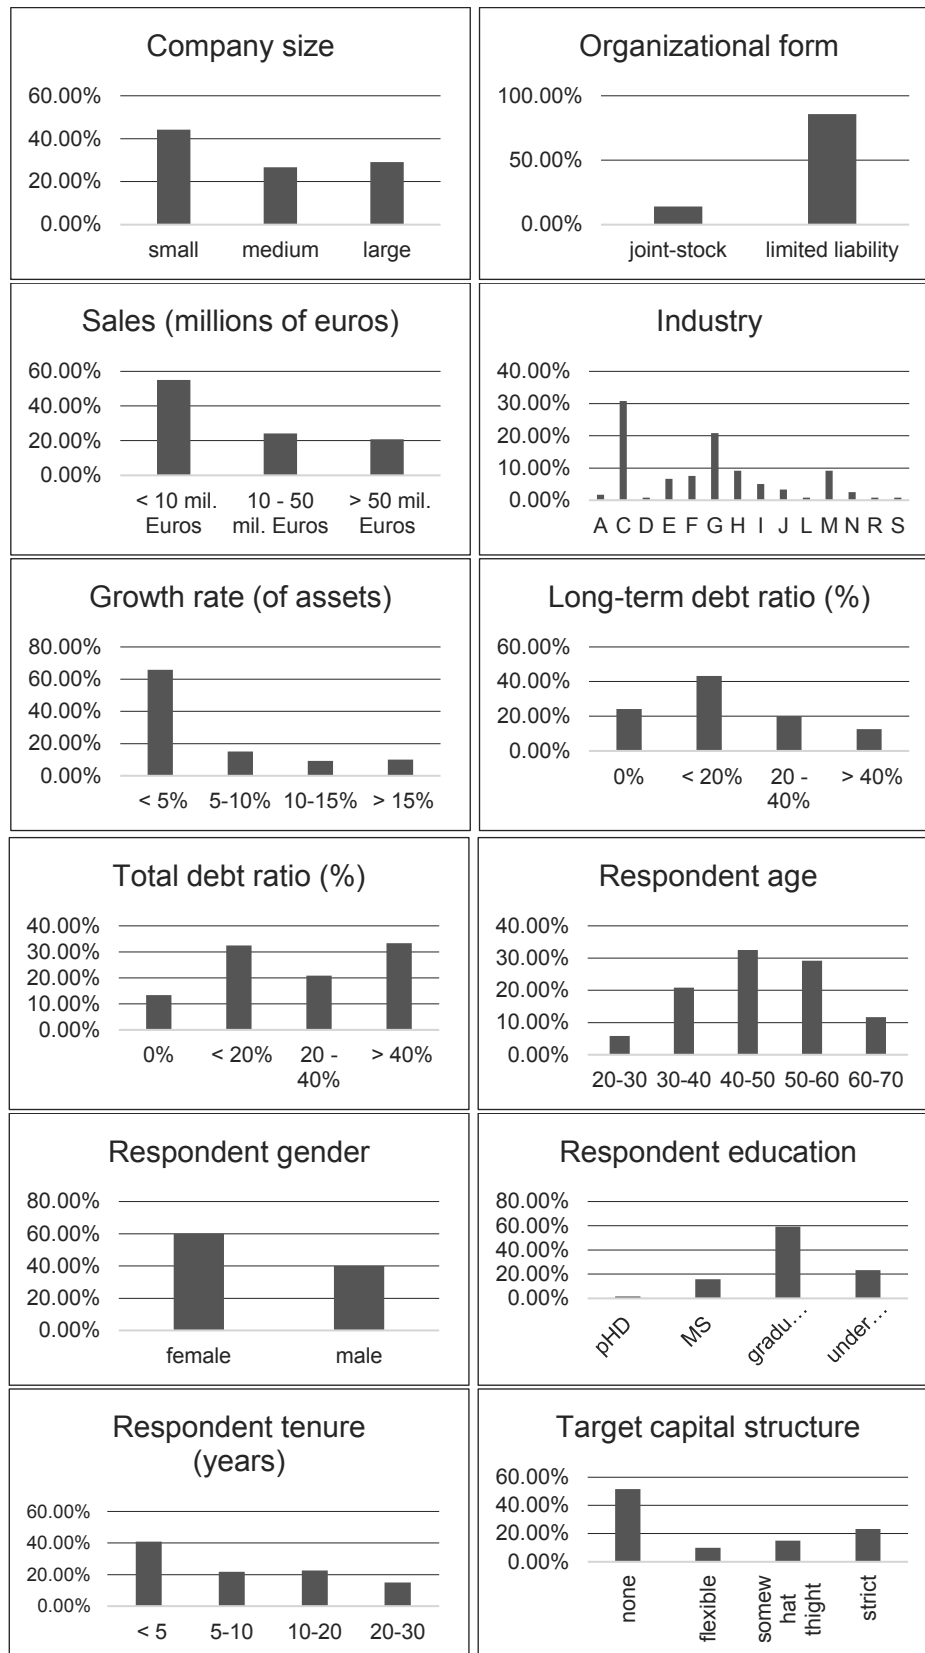 Company size
60.00%
40.00%
20.00%
0.00%
small medium large
Organizational form
100.00%
50.00%
0.00%
joint-stock limited liability
Sales (millions of euros)
60.00%
40.00%
20.00%
0.00%
< 10 mil. 10 - 50 > 50 mil.
Euros mil. Euros Euros
Industry
40.00%
30.00%
20.00%
10.00%
0.00%
A C D E F G H I J L M N R S
Growth rate (of assets)
80.00%
60.00%
40.00%
20.00%
0.00%
< 5% 5-10% 10-15% > 15%
Long-term debt ratio (%)
60.00%
40.00%
20.00%
0.00%
0% < 20% 20 - > 40%
40%
Total debt ratio (%)
40.00%
30.00%
20.00%
10.00%
0.00%
0% < 20% 20 - > 40%
40%
Respondent age
40.00%
30.00%
20.00%
10.00%
0.00%
20-30 30-40 40-50 50-60 60-70
Respondent gender
80.00%
60.00%
40.00%
20.00%
0.00%
female male
Respondent education
80.00%
60.00%
40.00%
20.00%
0.00%
pHD MS gradu... under...
Respondent tenure
(years)
60.00%
40.00%
20.00%
0.00%
< 5 5-10 10-20 20-30
Target capital structure
60.00%
40.00%
20.00%
0.00%
none
flexible
somew
hat
thight
strict